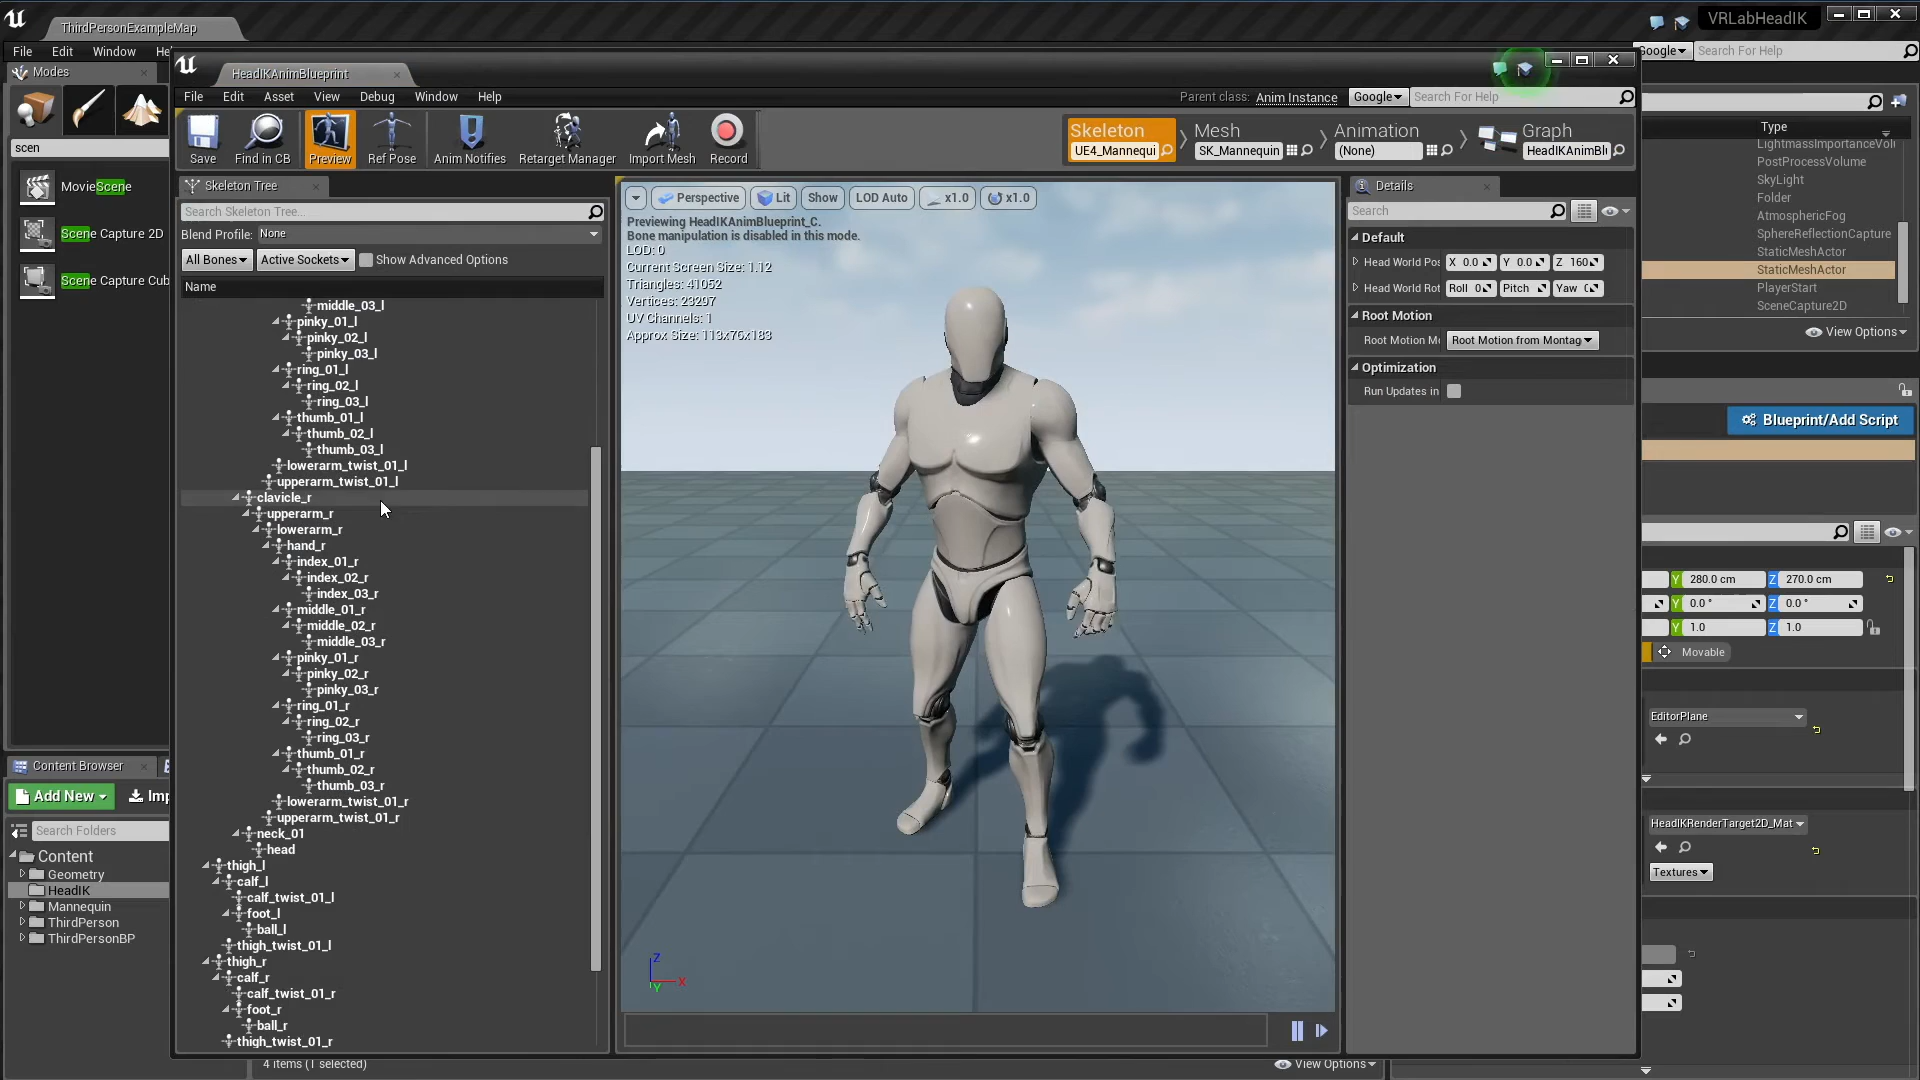 ThirdPersonExampleMap
VRLabHeadIK
File Edit Window
Google Search For Help
Modes
scen
MovieScene
Scene Capture 2D
Scene Capture Cub
HeadIKAnimBlueprint
File Edit Asset View Debug Window Help
Parent class: Anim Instance Google Search For Help
Save Find in CB Preview Ref Pose Anim Notifies Retarget Manager Import Mesh Record
Skeleton Mesh Animation Graph
UE4_Mannequi SK_Mannequin (None) HeadIKAnimBl
Skeleton Tree
Search Skeleton Tree...
Blend Profile: None
All Bones Active Sockets Show Advanced Options
Name
middle_03_l
pinky_01_l
pinky_02_l
pinky_03_l
ring_01_l
ring_02_l
ring_03_l
thumb_01_l
thumb_02_l
thumb_03_l
lowerarm_twist_01_l
upperarm_twist_01_l
clavicle_r
upperarm_r
lowerarm_r
hand_r
index_01_r
index_02_r
index_03_r
middle_01_r
middle_02_r
middle_03_r
pinky_01_r
pinky_02_r
pinky_03_r
ring_01_r
ring_02_r
ring_03_r
thumb_01_r
thumb_02_r
thumb_03_r
lowerarm_twist_01_r
upperarm_twist_01_r
neck_01
head
thigh_l
calf_l
calf_twist_01_l
foot_l
ball_l
thigh_twist_01_l
thigh_r
calf_r
calf_twist_01_r
foot_r
ball_r
thigh_twist_01_r
Perspective Lit Show LOD Auto x1.0 x1.0
Previewing HeadIKAnimBlueprint_C.
Bone manipulation is disabled in this mode.
LOD: 0
Current Screen Size: 1.12
Triangles: 41052
Vertices: 23297
UV Channels: 1
Approx Size: 113x76x183
Z
X
Y
Details
Search
Default
Head World Pos X 0.0 Y 0.0 Z 160
Head World Rot Roll 0 Pitch Yaw
Root Motion
Root Motion Mo Root Motion from Montag
Optimization
Run Updates in
Type
LightmassImportanceVol
PostProcessVolume
SkyLight
Folder
AtmosphericFog
SphereReflectionCapture
StaticMeshActor
StaticMeshActor
PlayerStart
SceneCapture2D
View Options
Blueprint/Add Script
Y 280.0 cm Z 270.0 cm
Y 0.0 ° Z 0.0 °
Y 1.0 Z 1.0
Movable
EditorPlane
HeadIKRenderTarget2D_Mat
Textures
Content Browser
Add New Imp
Search Folders
Content
Geometry
HeadIK
Mannequin
ThirdPerson
ThirdPersonBP
4 items (1 selected)
View Options